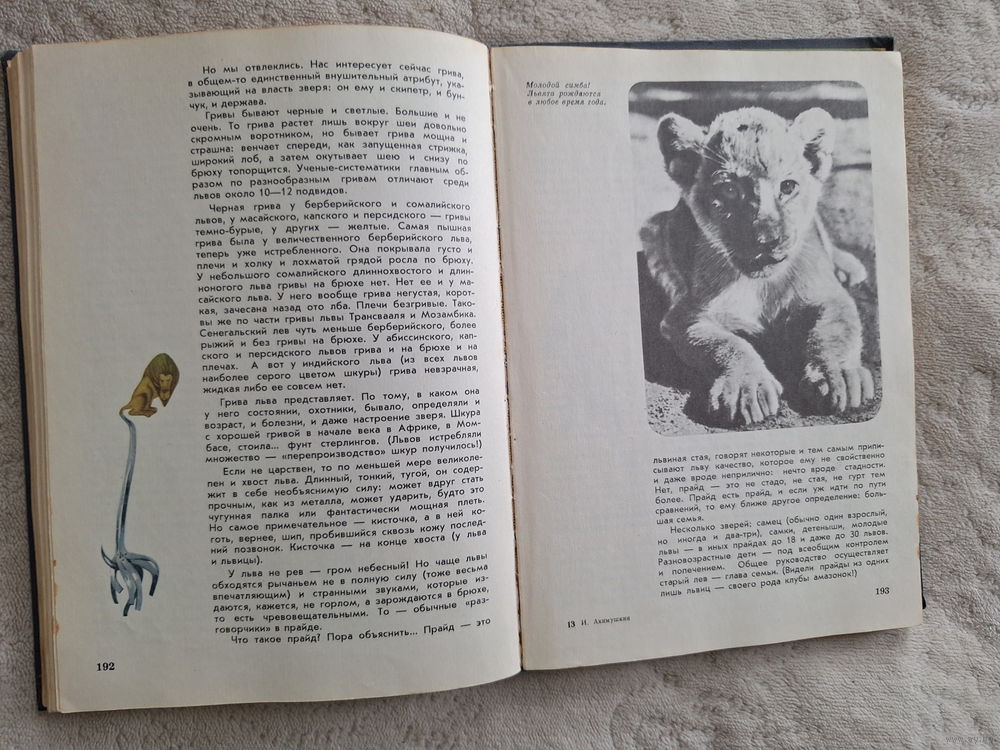 Но мы отвлеклись. Нас интересует сейчас грива,
в общем-то единственный внушительный атрибут, ука-
зывающий на власть зверя: он ему и скипетр, и бун-
чук, и держава.
Гривы бывают черные и светлые. Большие и не
очень. То грива растет лишь вокруг шеи довольно
скромным воротником, но бывает грива мощна и
страшна: венчает спереди, как запущенная стрижка,
широкий лоб, а затем окутывает шею и снизу по
брюху топорщится. Ученые-систематики главным об-
разом по разнообразным гривам отличают среди
львов около 10—12 подвидов.
Черная грива у берберийского и сомалийского
львов, у масайского, капского и персидского — гривы
темно-бурые, у других — желтые. Самая пышная
грива была у величественного берберийского льва,
теперь уже истребленного. Она покрывала густо и
плечи и холку и лохматой грядой росла по брюху.
У небольшого сомалийского длиннохвостого и длин-
ноногого льва гривы на брюхе нет. Нет ее и у ма-
сайского льва. У него вообще грива негустая, корот-
кая, зачесана назад ото лба. Плечи безгривые. Тако-
вы же по части гривы львы Трансвааля и Мозамбика.
Сенегальский лев чуть меньше берберийского, более
рыжий и без гривы на брюхе. У абиссинского, кап-
ского и персидского львов грива и на брюхе и на
плечах. А вот у индийского льва (из всех львов
наиболее серого цветом шкуры) грива невзрачная,
жидкая либо ее совсем нет.
Грива льва представляет. По тому, в каком она
у него состоянии, охотники, бывало, определяли и
возраст, и болезни, и даже настроение зверя. Шкура
с хорошей гривой в начале века в Африке, в Мом-
басе, стоила... фунт стерлингов. (Львов истребляли
множество — «перепроизводство» шкур получилось!)
Если не царствен, то по меньшей мере великоле-
пен и хвост льва. Длинный, тонкий, тугой, он содер-
жит в себе необъяснимую силу: может вдруг стать
прочным, как из металла, может ударить, будто это
чугунная палка или фантастически мощная плеть.
Но самое примечательное — кисточка, а в ней ко-
готь, вернее, шип, пробившийся сквозь кожу послед-
ний позвонок. Кисточка — на конце хвоста (у льва
и львицы).
У льва не рев — гром небесный! Но чаще львы
обходятся рычаньем не в полную силу (тоже весьма
впечатляющим) и странными звуками, которые из-
даются, кажется, не горлом, а зарождаются в брюхе,
то есть чревовещательными. То — обычные «раз-
говорчики» в прайде.
Что такое прайд? Пора объяснить... Прайд — это
192
Молодой симба!
Львята рождаются
в любое время года.
львиная стая, говорят некоторые и тем самым припи-
сывают льву качество, которое ему не свойственно
и даже вроде неприлично: нечто вроде стадности.
Нет, прайд — это не стадо, не стая, не гурт тем
более. Прайд есть прайд, и если уж идти по пути
сравнений, то ему ближе другое определение: боль-
шая семья.
Несколько зверей: самец (обычно один взрослый,
но иногда и два-три), самки, детеныши, молодые
львы — в иных прайдах до 18 и даже до 30 львов.
Разновозрастные дети — под всеобщим контролем
и попечением. Общее руководство осуществляет
старый лев — глава семьи. (Видели прайды из одних
лишь львиц — своего рода клубы амазонок!)
13 И. Акимушкин
193